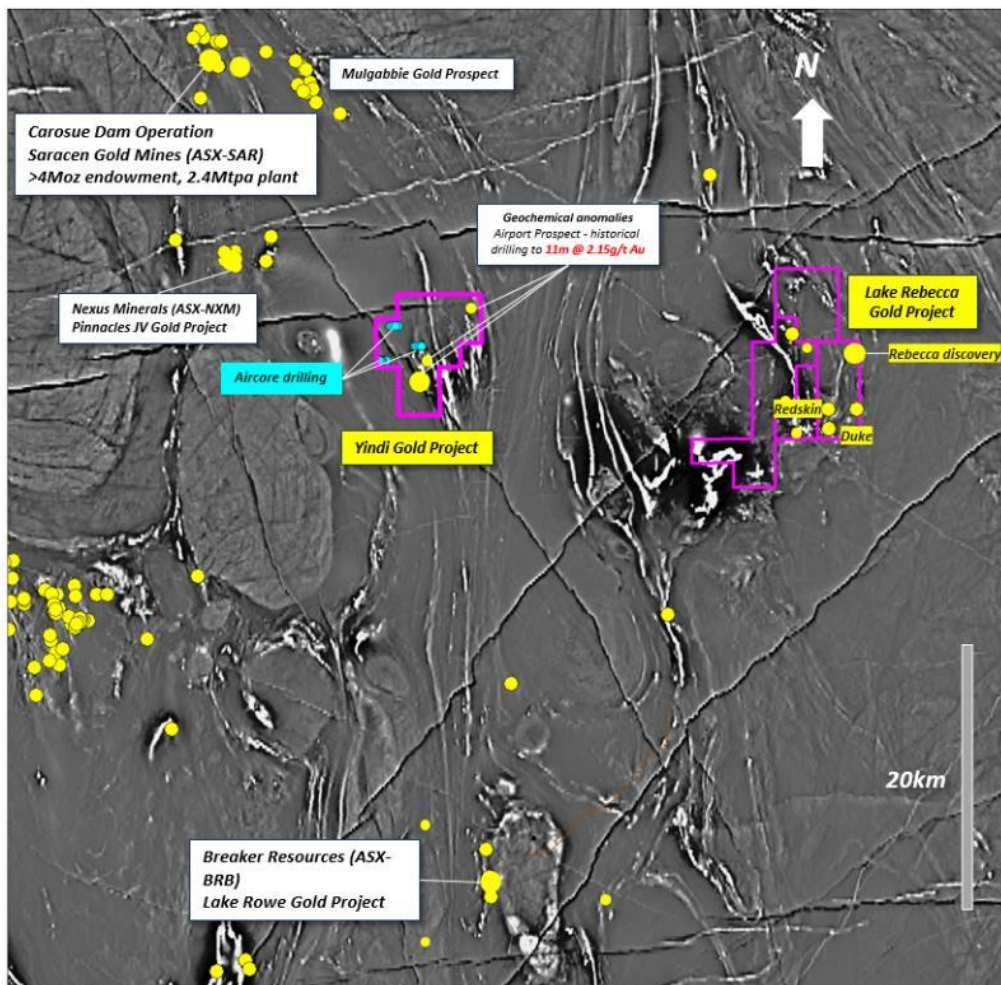 Mulgabbie Gold Prospect
N
Carosue Dam Operation
Saracen Gold Mines (ASX-SAR)
>4Moz endowment, 2.4Mtpa plant
Geochemical anomalies
Airport Prospect - historical
drilling to 11m @ 2.15g/t Au
Nexus Minerals (ASX-NXM)
Pinnacles JV Gold Project
Lake Rebecca
Gold Project
Rebecca discovery
Aircore drilling
Redskin
Duke
Yindi Gold Project
20km
Breaker Resources (ASX-
BRB)
Lake Rowe Gold Project